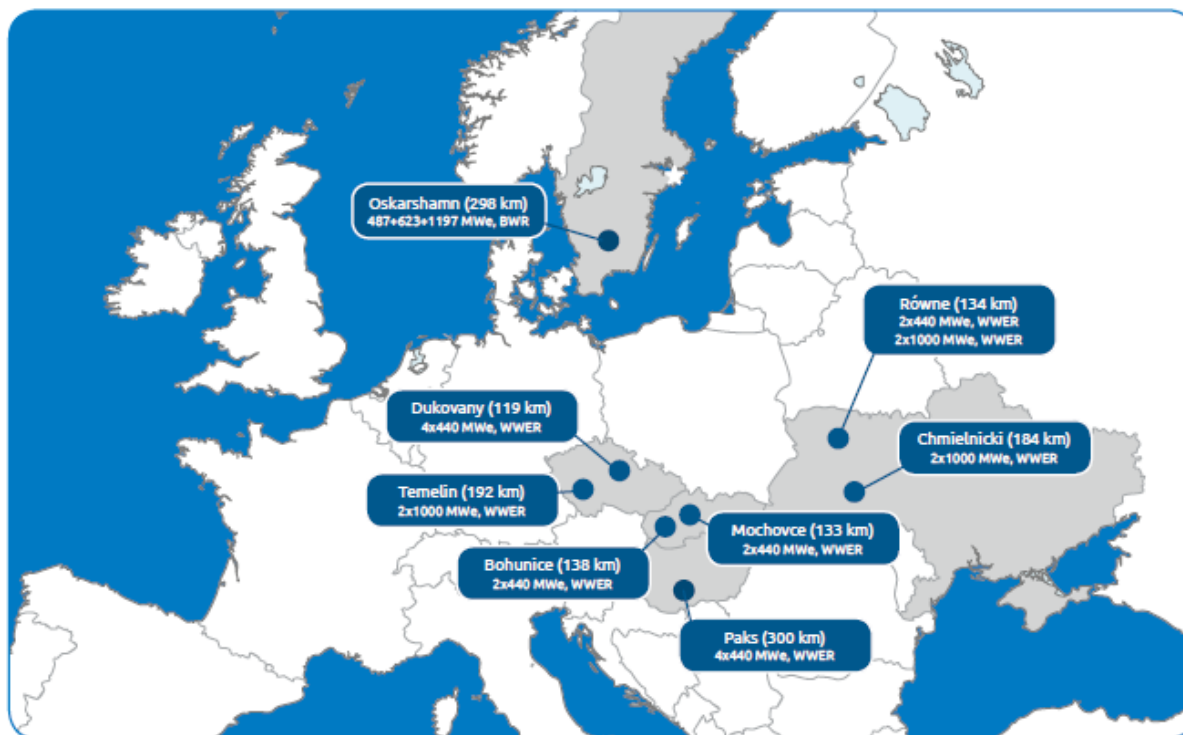 Oskarshamn (298 km)
487+623+1197 MWe, BWR
Równe (134 km)
2x440 MWe, WWER
2x1000 MWe, WWER
Dukovany (119 km)
4x440 MWe, WWER
Chmielnicki (184 km)
2x1000 MWe, WWER
Temelin (192 km)
2x1000 MWe, WWER
Mochovce (133 km)
2x440 MWe, WWER
Bohunice (138 km)
2x440 MWe, WWER
Paks (300 km)
4x440 MWe, WWER